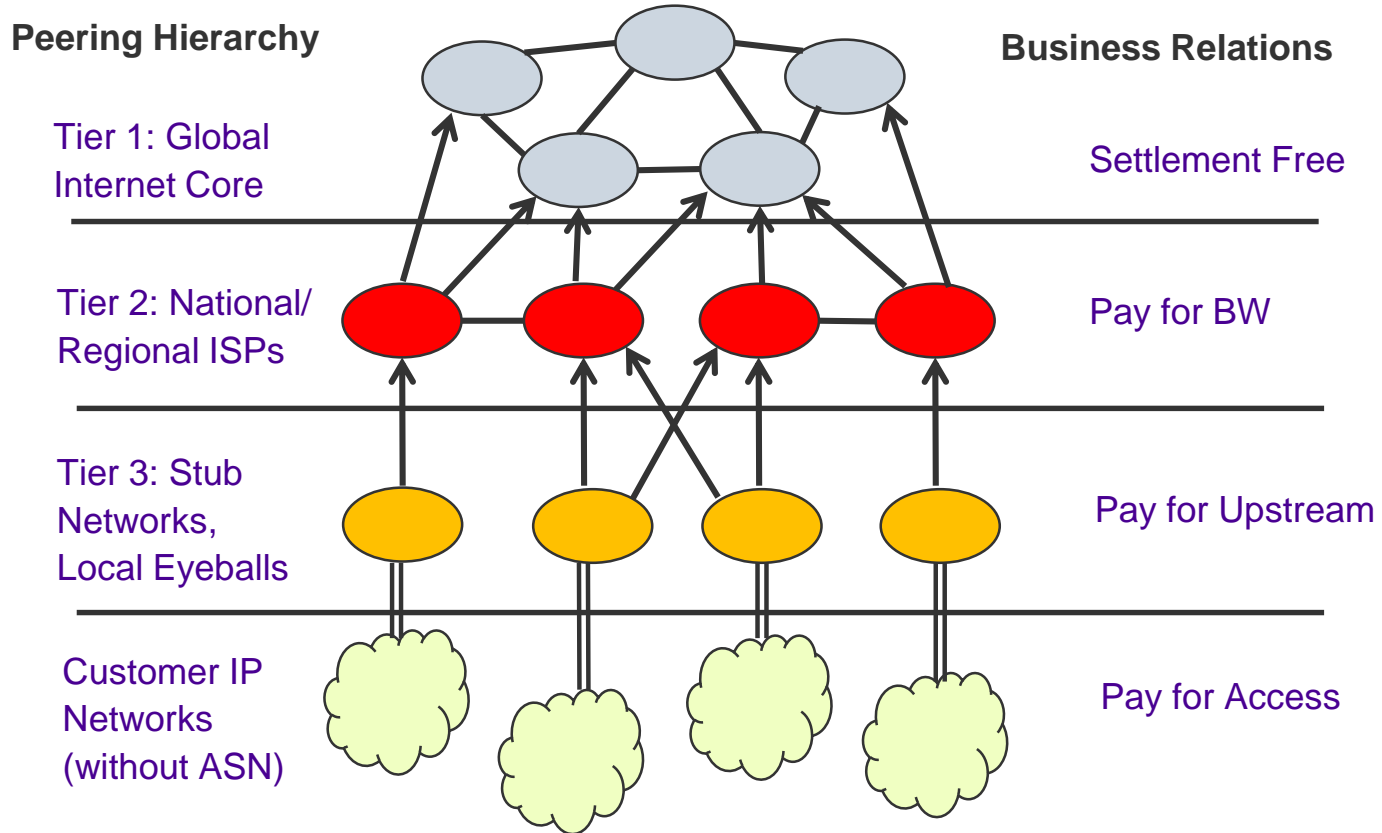 Peering Hierarchy
Business Relations
Tier 1: Global
Internet Core
Settlement Free
Tier 2: National/
Regional ISPs
Pay for BW
Tier 3: Stub
Networks,
Local Eyeballs
Pay for Upstream
Customer IP
Networks
(without ASN)
Pay for Access